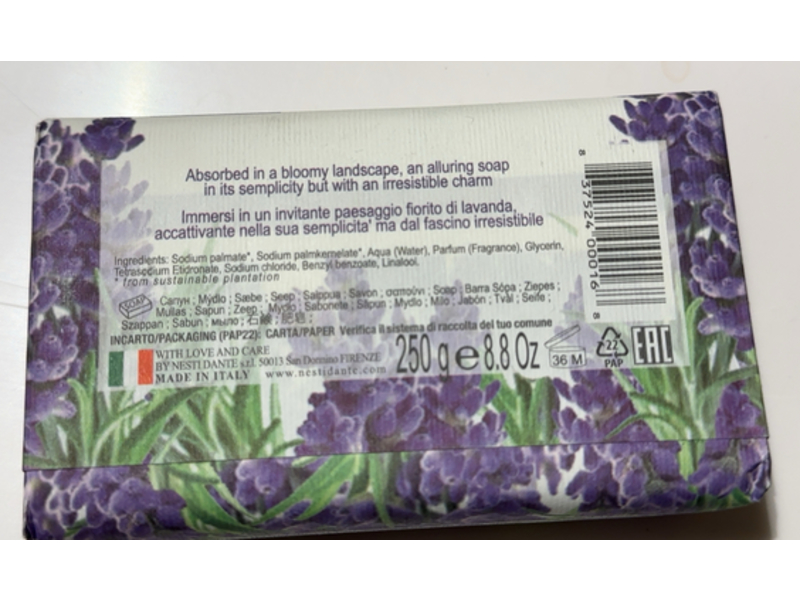 Absorbed in a bloomy landscape, an alluring soap
in its semplicity but with an irresistible charm
Immersi in un invitante paesaggio fiorito di lavanda,
accattivante nella sua semplicita' ma dal fascino irresistibile
Ingredients: Sodium palmate*, Sodium palmkernelate*, Aqua (Water), Parfum (Fragrance), Glycerin,
Tetrasodium Etidronate, Sodium chloride, Benzyl benzoate, Linalool.
* from sustainable plantation
SOAP
Сапун ; Mýdlo ; Sæbe ; Seep ; Saippua ; Savon ; σαπούνι ; Soap ; Barra Sópa ; Ziepes ;
Muilas ; Sapun ; Zeep ; Mydło ; Sabonete ; Săpun ; Mydlo ; Milo ; Jabón ; Tvål ; Seife ;
Szappan ; Sabun ; мыло ; 石鹸 ; 肥皂 ;
INCARTO/PACKAGING (PAP22): CARTA/PAPER Verifica il sistema di raccolta del tuo comune
WITH LOVE AND CARE
BY NESTI DANTE s.r.l. 50013 San Donnino FIRENZE
MADE IN ITALY www.nestidante.com
250 g e 8.8 Oz
36 M
22
PAP
EAC
8 37524 00016 8